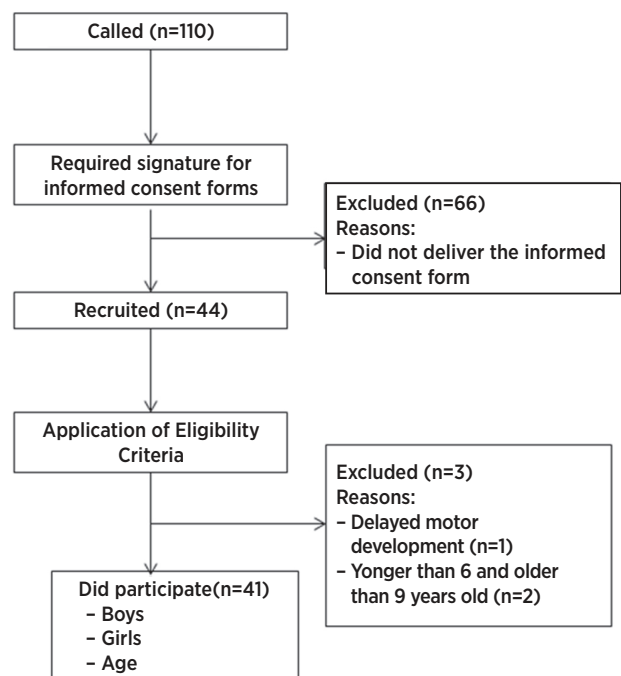 Called (n=110)
Required signature for
informed consent forms
Excluded (n=66)
Reasons:
– Did not deliver the informed
consent form
Recruited (n=44)
Application of Eligibility
Criteria
Excluded (n=3)
Reasons:
– Delayed motor
development (n=1)
– Yonger than 6 and older
than 9 years old (n=2)
Did participate(n=41)
– Boys
– Girls
– Age